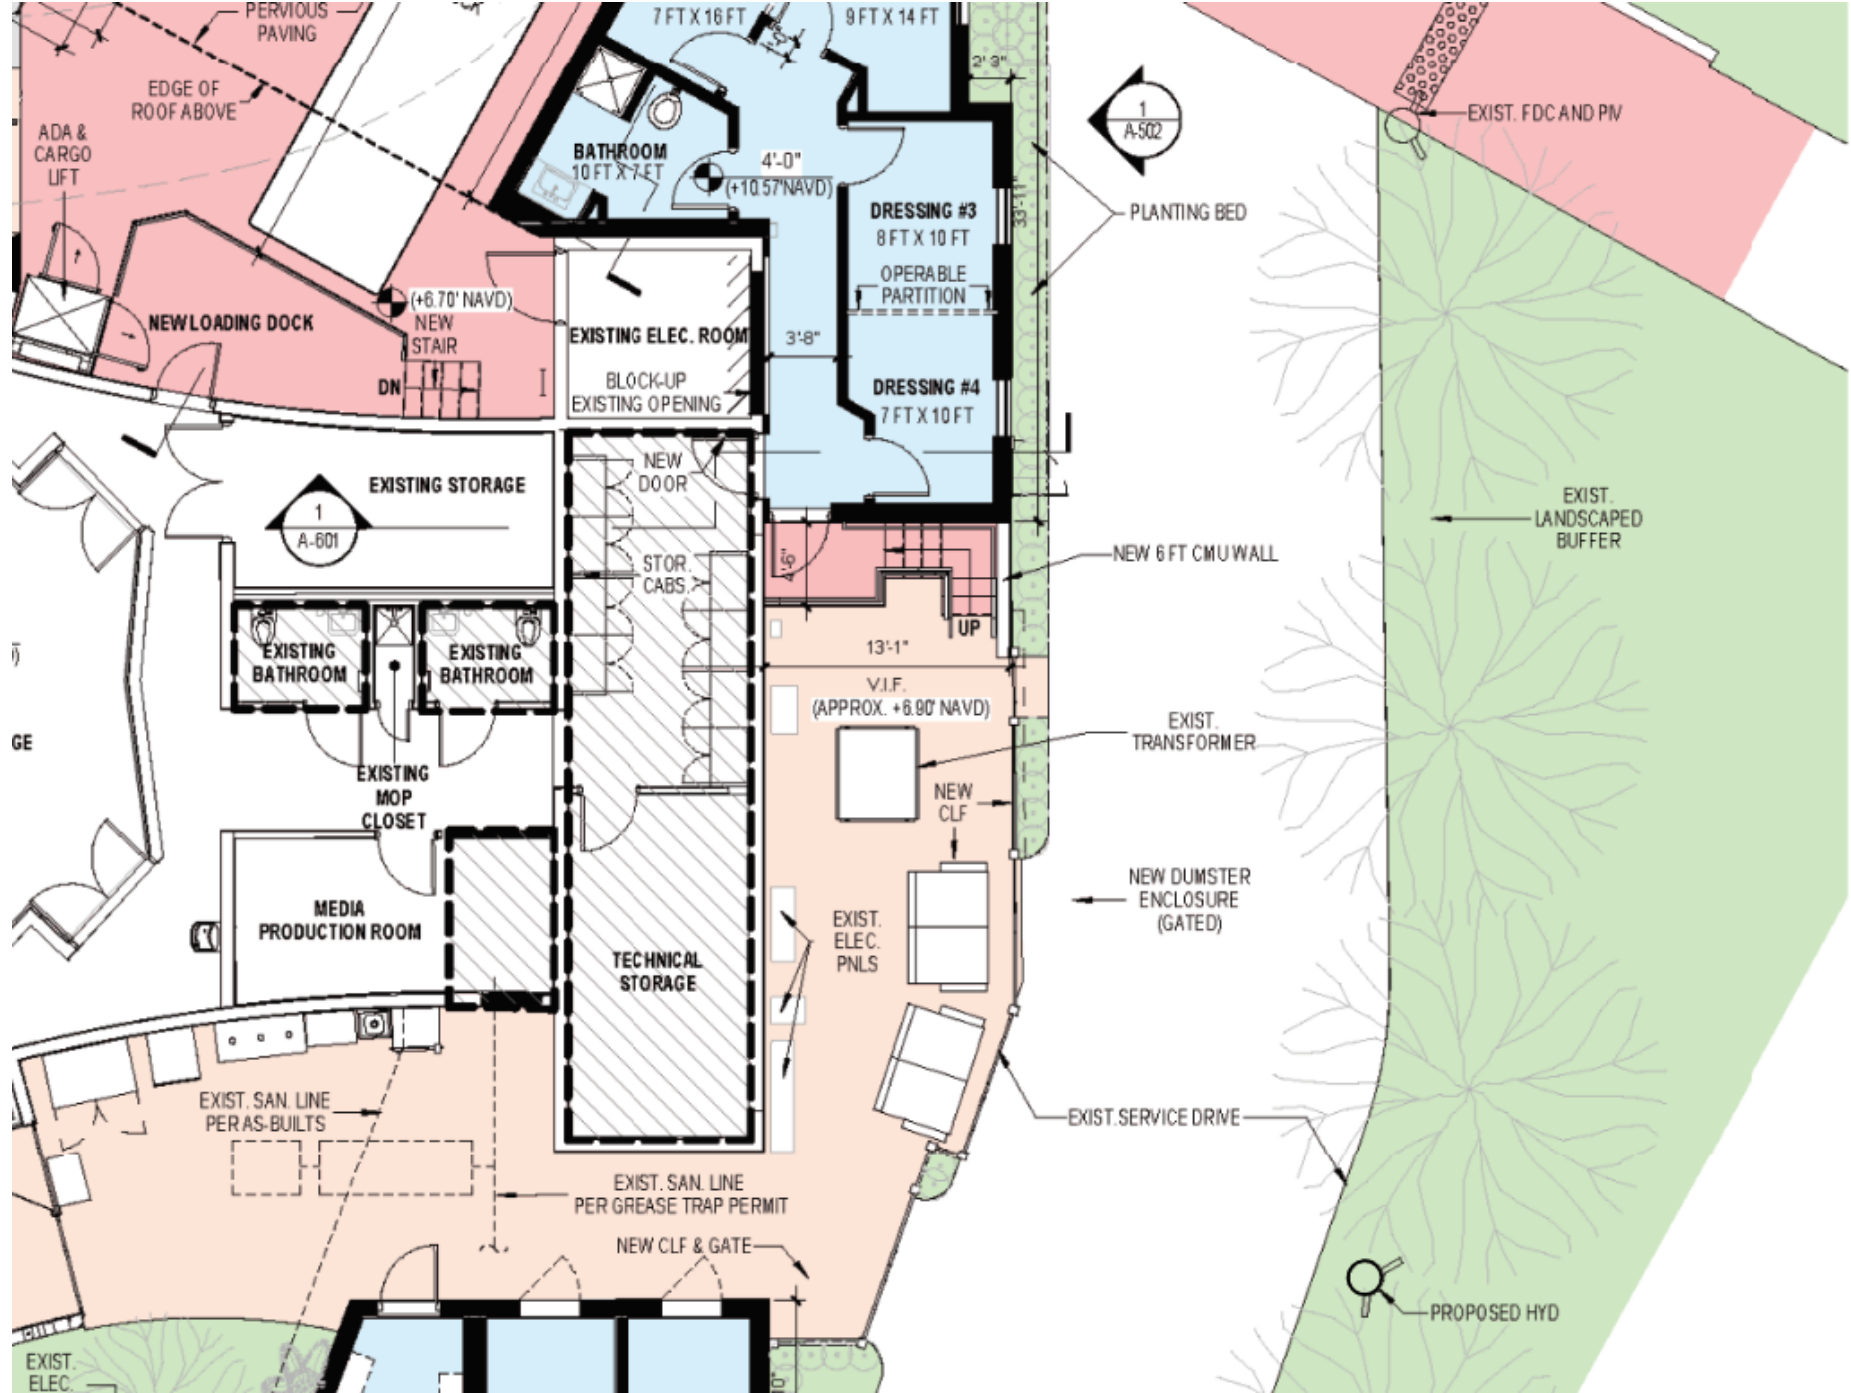 PERVIOUS
PAVING
7 FT X 16 FT
9 FT X 14 FT
2' 3"
EDGE OF
ROOF ABOVE
ADA &
CARGO
LIFT
1
A-502
EXIST. FDC AND PIV
BATHROOM
10 FT X 7 FT
4'-0"
(+10.57'NAVD)
33'-11"
DRESSING #3
8 FT X 10 FT
PLANTING BED
OPERABLE
PARTITION
(+6.70' NAVD)
NEW LOADING DOCK
NEW
STAIR
DN
EXISTING ELEC. ROOM
3'-8"
BLOCK-UP
EXISTING OPENING
DRESSING #4
7 FT X 10 FT
NEW
DOOR
EXISTING STORAGE
1
A-601
EXIST.
LANDSCAPED
BUFFER
STOR.
CABS.
4'-6"
NEW 6 FT CMU WALL
UP
EXISTING
BATHROOM
EXISTING
BATHROOM
13'-1"
V.I.F.
(APPROX. +6.90' NAVD)
GE
EXIST.
TRANSFORMER
EXISTING
MOP
CLOSET
NEW
CLF
NEW DUMSTER
ENCLOSURE
(GATED)
MEDIA
PRODUCTION ROOM
EXIST.
ELEC.
PNLS
TECHNICAL
STORAGE
EXIST. SAN. LINE
PER AS-BUILTS
EXIST. SERVICE DRIVE
EXIST. SAN. LINE
PER GREASE TRAP PERMIT
NEW CLF & GATE
PROPOSED HYD
EXIST.
ELEC.